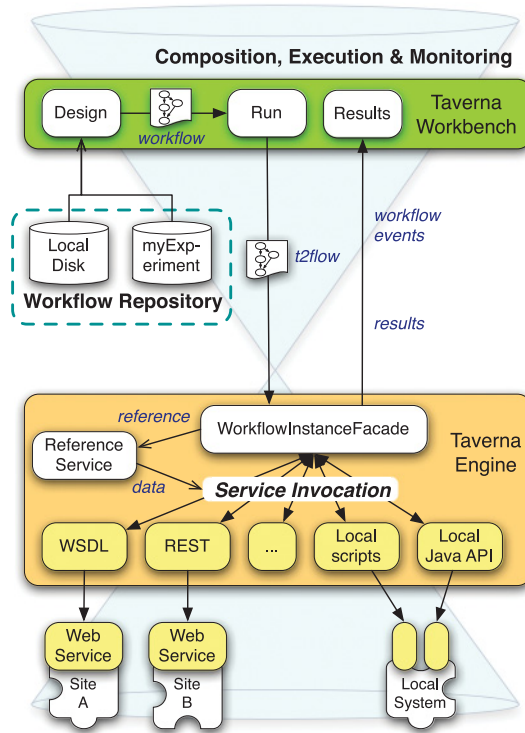 Composition, Execution & Monitoring
Design
workflow
Run
Results
Taverna
Workbench
Local
Disk
myExp-
eriment
Workflow Repository
t2flow
workflow
events
results
reference
WorkflowInstanceFacade
Taverna
Engine
Reference
Service
data
Service Invocation
WSDL
REST
...
Local
scripts
Local
Java API
Web
Service
Site
A
Web
Service
Site
B
Local
System